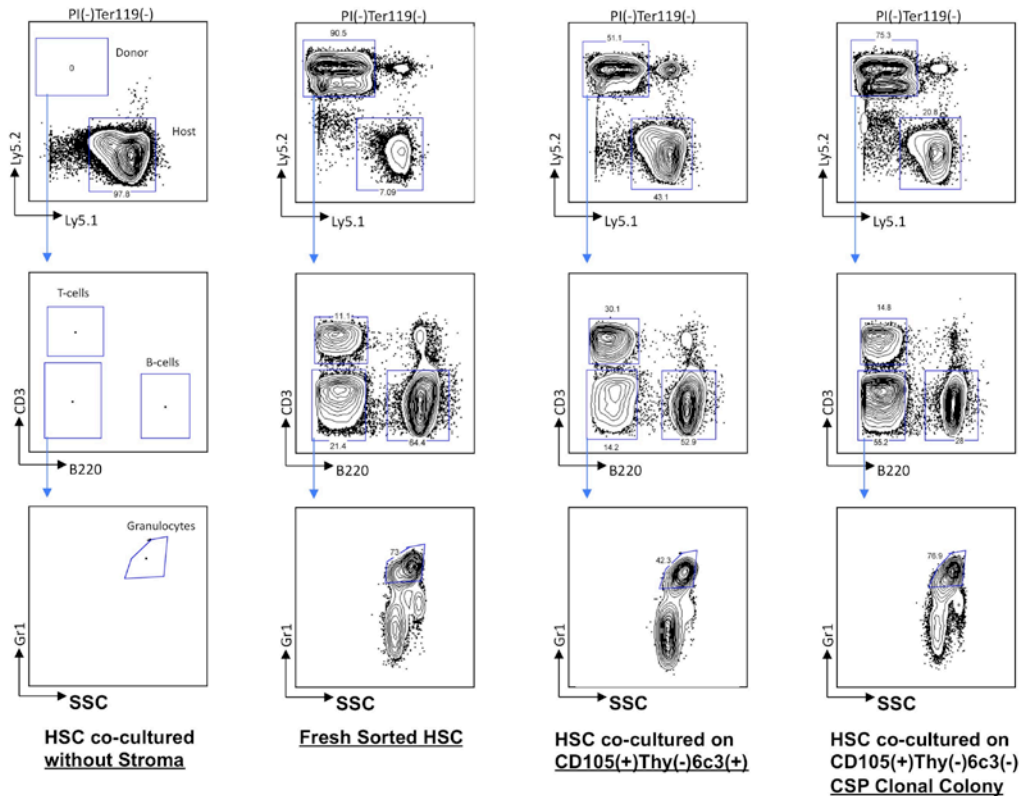 PI(-)Ter119(-)
Donor
0
Host
97.8
Ly5.2
Ly5.1
T-cells
B-cells
CD3
B220
Granulocytes
Gr1
SSC
HSC co-cultured
without Stroma
PI(-)Ter119(-)
90.5
7.09
Ly5.2
Ly5.1
11.1
21.4
64.4
CD3
B220
73
Gr1
SSC
Fresh Sorted HSC
PI(-)Ter119(-)
51.1
43.1
Ly5.2
Ly5.1
30.1
14.2
52.9
CD3
B220
42.3
Gr1
SSC
HSC co-cultured on
CD105(+)Thy(-)6c3(+)
PI(-)Ter119(-)
75.3
20.8
Ly5.2
Ly5.1
14.8
55.2
28
CD3
B220
76.9
Gr1
SSC
HSC co-cultured on
CD105(+)Thy(-)6c3(-)
CSP Clonal Colony